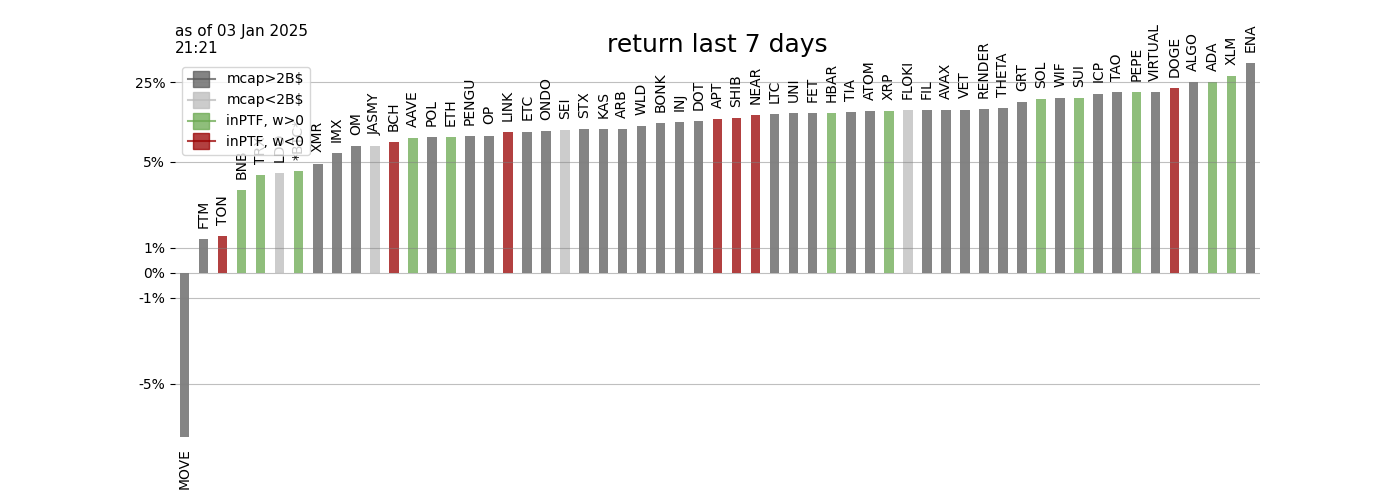 as of 03 Jan 2025
21:21
return last 7 days
mcap>2B$
mcap<2B$
inPTF, w>0
inPTF, w<0
25%
5%
1%
0%
-1%
-5%
MOVE
FTM
TON
BNB
XMR
IMX
OM
JASMY
BCH
AAVE
POL
ETH
PENGU
OP
LINK
ETC
ONDO
SEI
STX
KAS
ARB
WLD
BONK
INJ
DOT
APT
SHIB
NEAR
LTC
UNI
FET
HBAR
TIA
ATOM
XRP
FLOKI
FIL
AVAX
VET
RENDER
THETA
GRT
SOL
WIF
SUI
ICP
TAO
PEPE
VIRTUAL
DOGE
ALGO
ADA
XLM
ENA